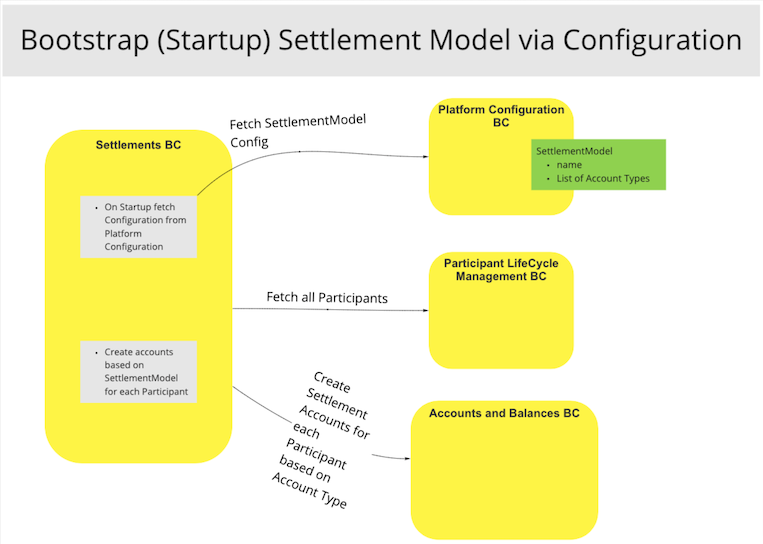 Bootstrap (Startup) Settlement Model via Configuration
Settlements BC
• On Startup fetch
Configuration from
Platform
Configuration
• Create accounts
based on
SettlementModel
for each Participant
Fetch SettlementModel
Config
Platform Configuration
BC
SettlementModel
• name
• List of Account Types
Fetch all Participants
Participant LifeCycle
Management BC
Create
Settlement
Accounts for
each
Participant
based on
Account Type
Accounts and Balances BC